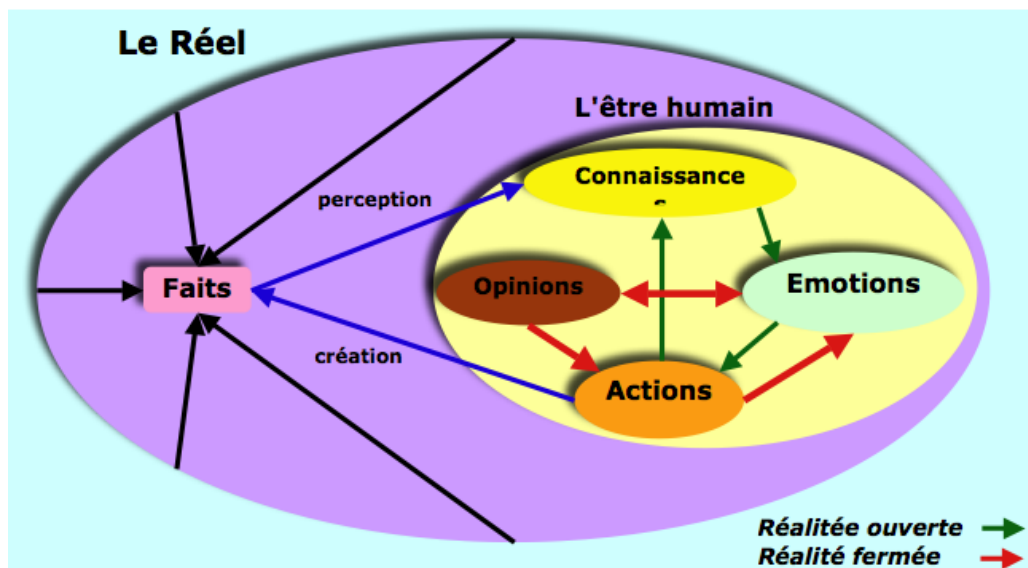 Le Réel
L'être humain
Connaissance
s
perception
Faits
Opinions
Emotions
création
Actions
Réalitée ouverte
Réalité fermée